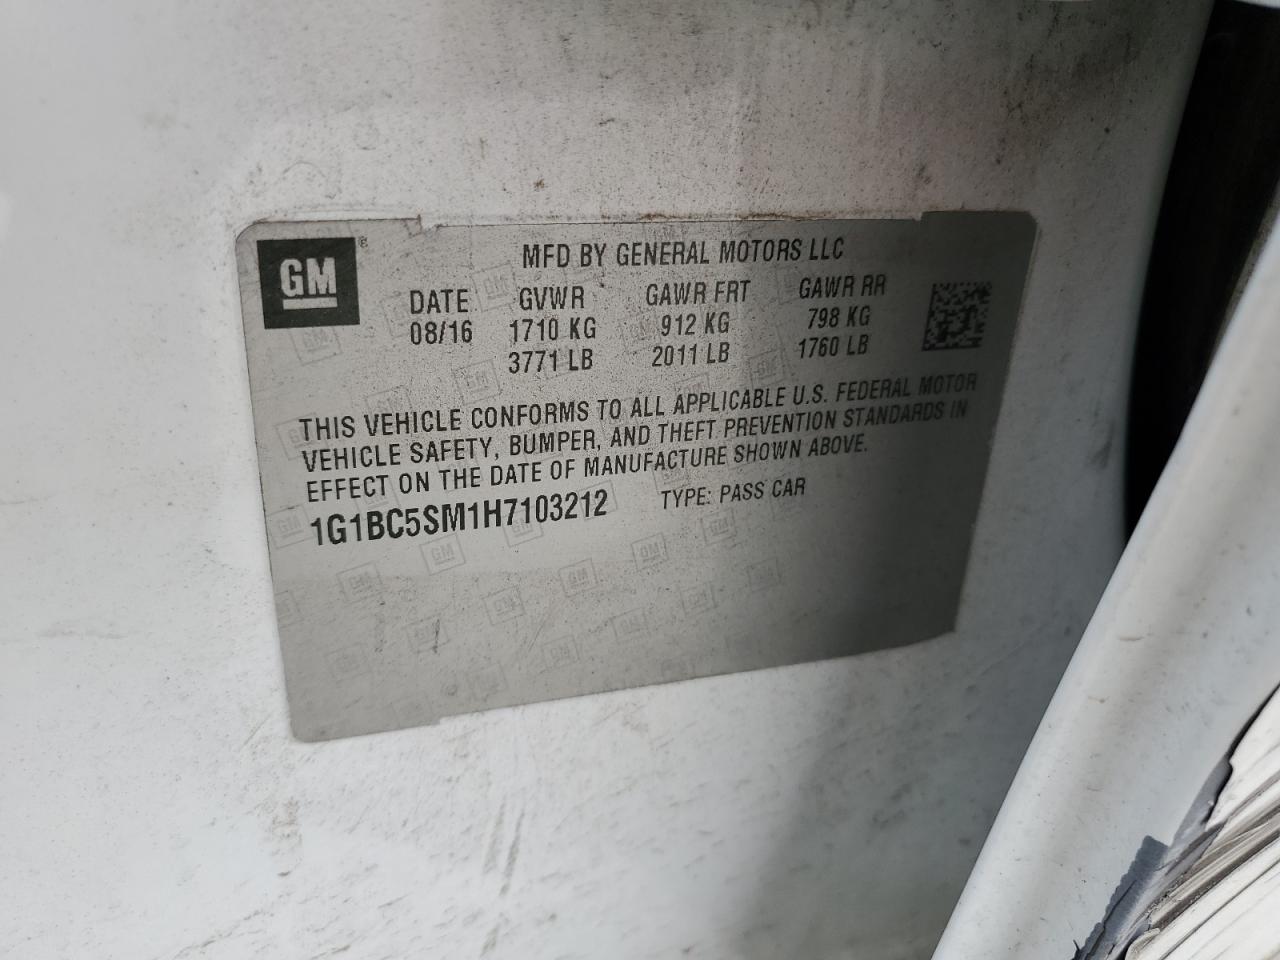 GM ®
MFD BY GENERAL MOTORS LLC
DATE GVWR GAWR FRT GAWR RR
08/16 1710 KG 912 KG 798 KG
3771 LB 2011 LB 1760 LB
THIS VEHICLE CONFORMS TO ALL APPLICABLE U.S. FEDERAL MOTOR
VEHICLE SAFETY, BUMPER, AND THEFT PREVENTION STANDARDS IN
EFFECT ON THE DATE OF MANUFACTURE SHOWN ABOVE.
1G1BC5SM1H7103212 TYPE: PASS CAR